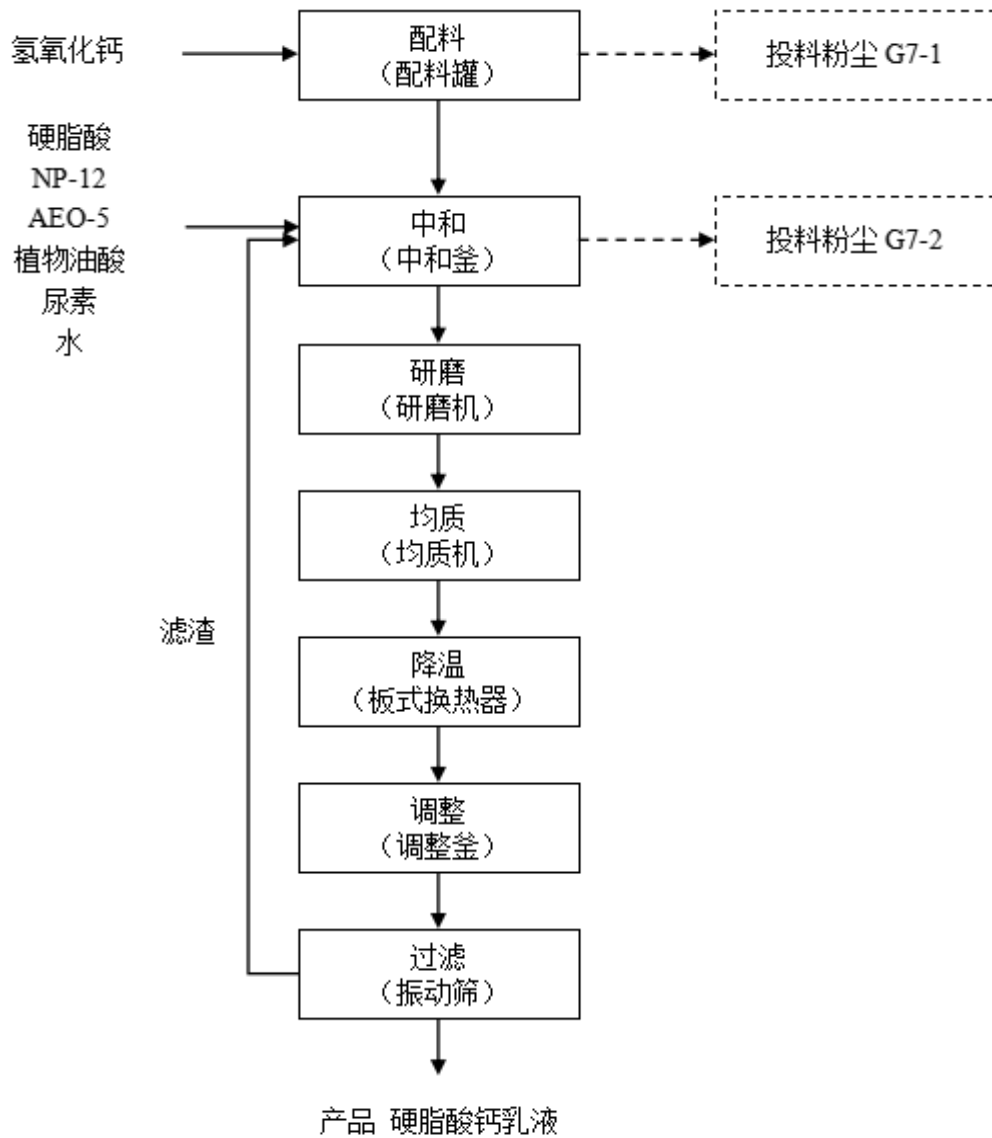 氢氧化钙
配料
（配料罐）
投料粉尘 G7-1
硬脂酸
NP-12
AEO-5
植物油酸
尿素
水
中和
（中和釜）
投料粉尘 G7-2
研磨
（研磨机）
均质
（均质机）
滤渣
降温
（板式换热器）
调整
（调整釜）
过滤
（振动筛）
产品 硬脂酸钙乳液